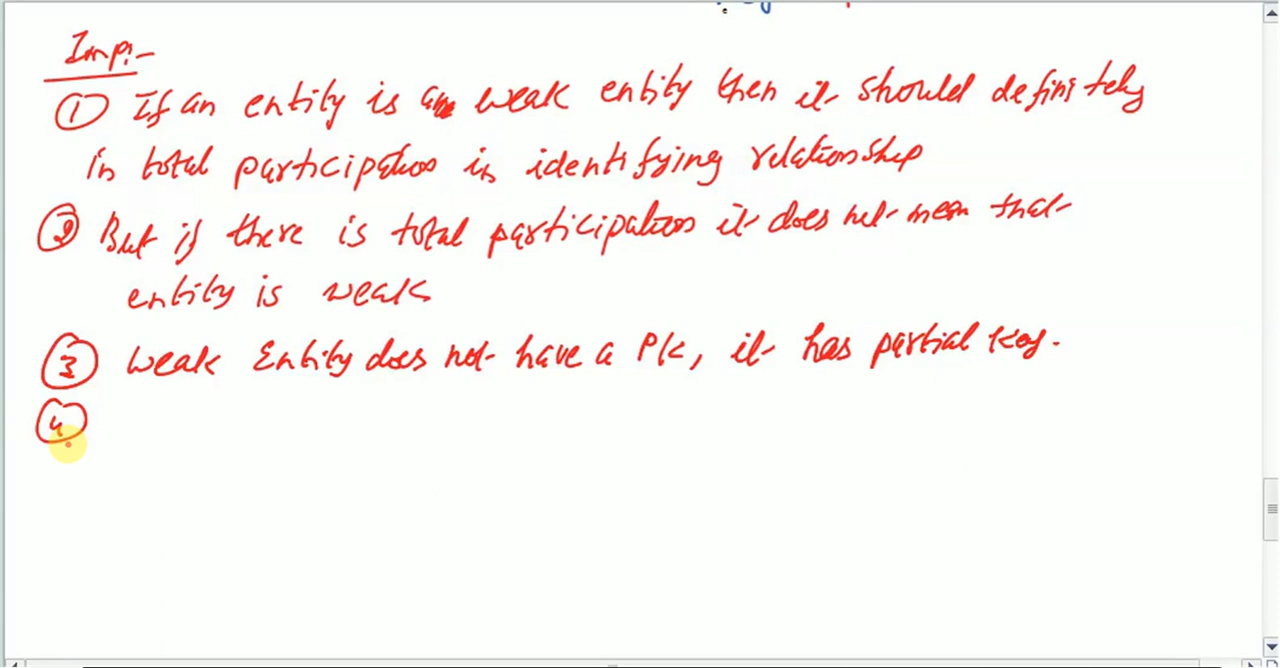 Imp:-
① If an entity is a weak entity then it should definitely
in total participation in identifying relationship
② But if there is total participation it does not mean that
entity is weak
③ Weak Entity does not have a PK, it has partial key.
④